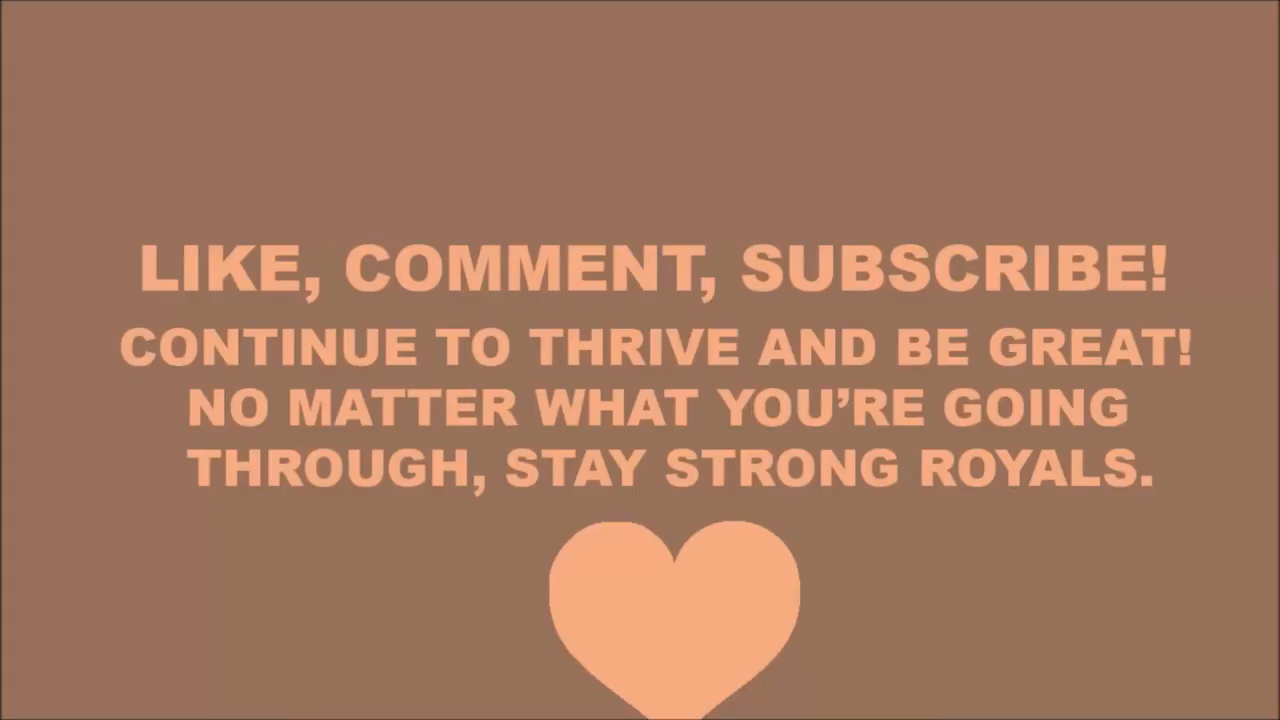 LIKE, COMMENT, SUBSCRIBE!
CONTINUE TO THRIVE AND BE GREAT!
NO MATTER WHAT YOU’RE GOING
THROUGH, STAY STRONG ROYALS.